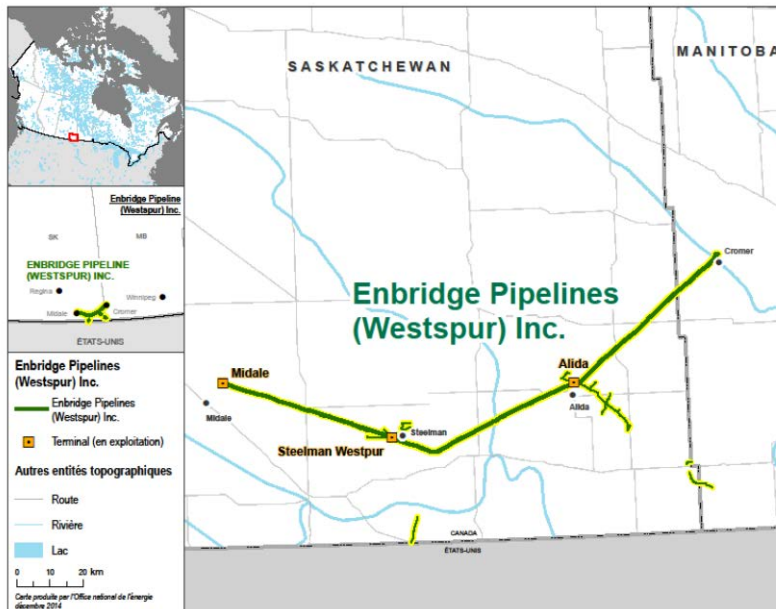 SASKATCHEWAN
MANITOBA
Enbridge Pipeline
(Westspur) Inc.
SK
MB
ENBRIDGE PIPELINE
(WESTSPUR) INC.
Regina
Winnipeg
Midale
Cromer
ÉTATS-UNIS
Cromer
Enbridge Pipelines
(Westspur) Inc.
Midale
Midale
Alida
Alida
Steelman
Steelman Westpur
CANADA
ÉTATS-UNIS
Enbridge Pipelines
(Westspur) Inc.
Enbridge Pipelines
(Westspur) Inc.
Terminal (en exploitation)
Autres entités topographiques
Route
Rivière
Lac
0 10 20 km
Carte produite par l'Office national de l'énergie
décembre 2014